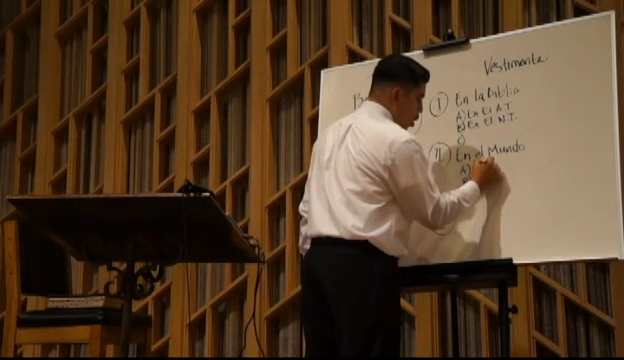 Vestimenta
I En la Biblia
A) En El A.T
B) En El N.T.
II En el Mundo
A)